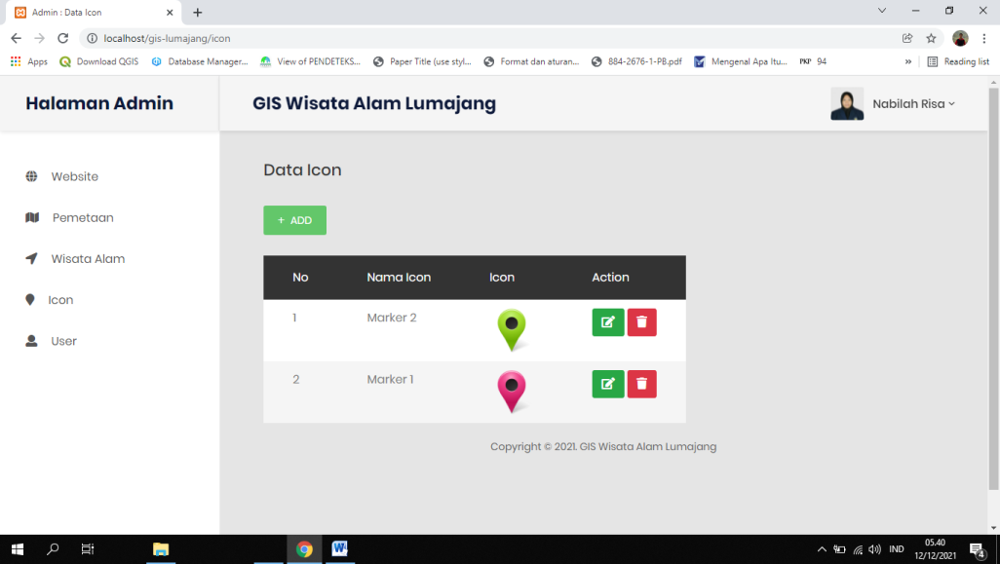 Admin : Data Icon
localhost/gis-lumajang/icon
Apps Download QGIS Database Manager... View of PENDETEKS... Paper Title (use styl... Format dan aturan... 884-2676-1-PB.pdf Mengenal Apa Itu... PKP 94 » Reading list
Halaman Admin
GIS Wisata Alam Lumajang
Nabilah Risa
Website
Pemetaan
Wisata Alam
Icon
User
Data Icon
+ ADD
No Nama Icon Icon Action
1 Marker 2
2 Marker 1
Copyright © 2021. GIS Wisata Alam Lumajang
IND
05.40
12/12/2021
4